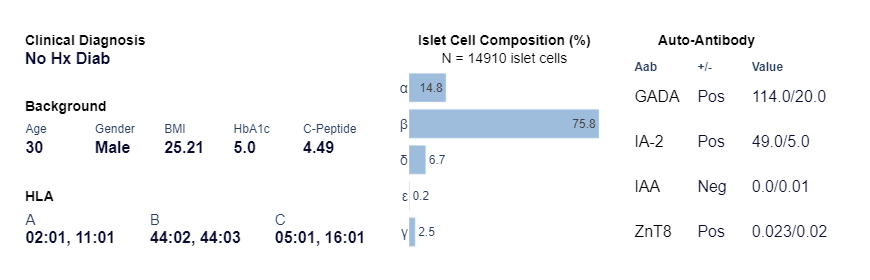 Clinical Diagnosis
No Hx Diab
Background
Age Gender BMI HbA1c C-Peptide
30 Male 25.21 5.0 4.49
HLA
A B C
02:01, 11:01 44:02, 44:03 05:01, 16:01
Islet Cell Composition (%)
N = 14910 islet cells
α 14.8
β 75.8
δ 6.7
ε 0.2
γ 2.5
Auto-Antibody
Aab +/- Value
GADA Pos 114.0/20.0
IA-2 Pos 49.0/5.0
IAA Neg 0.0/0.01
ZnT8 Pos 0.023/0.02